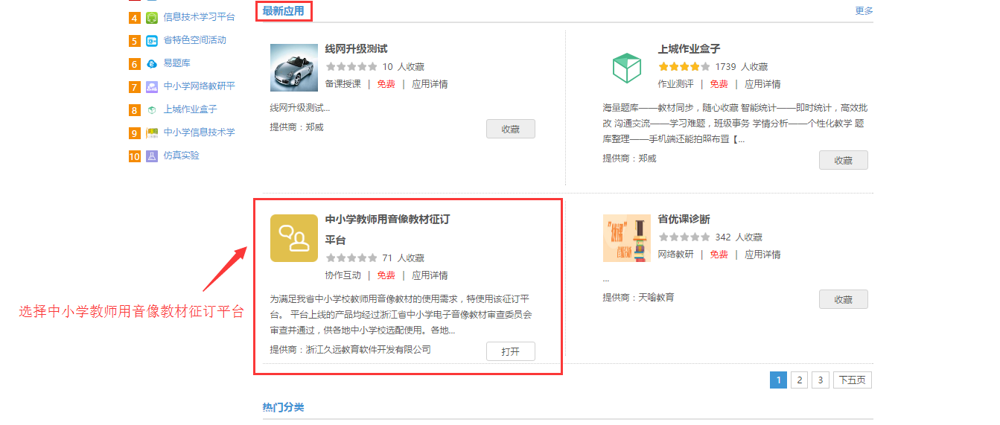 4 信息技术学习平台
5 省特色空间活动
6 易题库
7 中小学网络教研平
8 上城作业盒子
9 中小学信息技术学
10 仿真实验
最新应用
更多
线网升级测试
10 人收藏
备课授课 | 免费 | 应用详情
线网升级测试...
提供商：郑威
收藏
上城作业盒子
1739 人收藏
作业测评 | 免费 | 应用详情
海量题库——教材同步，随心收藏 智能统计——即时统计，高效批
改 沟通交流——学习难题，班级事务 学情分析——个性化教学 题
库整理——手机端还能拍照布置【...
提供商：郑威
收藏
中小学教师用音像教材征订
平台
71 人收藏
协作互动 | 免费 | 应用详情
为满足我省中小学校教师用音像教材的使用需求，特使用该征订平
台。 平台上线的产品均经过浙江省中小学电子音像教材审查委员会
审查并通过，供各地中小学校选配使用。各地...
提供商：浙江久远教育软件开发有限公司
打开
省优课诊断
342 人收藏
网络教研 | 免费 | 应用详情
...
提供商：天喻教育
收藏
选择中小学教师用音像教材征订平台
1 2 3 下五页
热门分类